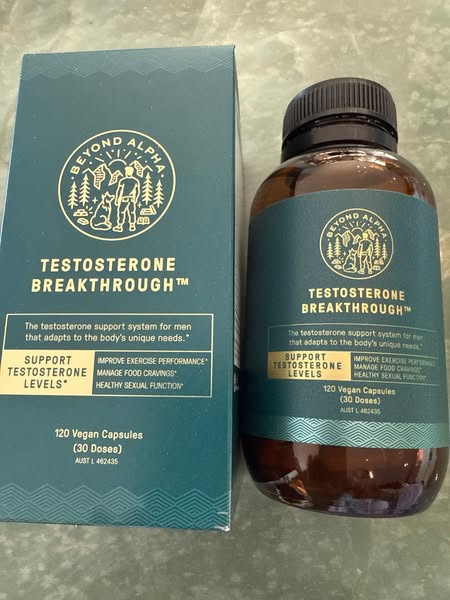 BEYOND ALPHA
TESTOSTERONE
BREAKTHROUGH™
The testosterone support system for men
that adapts to the body's unique needs.*
SUPPORT
TESTOSTERONE
LEVELS*
IMPROVE EXERCISE PERFORMANCE*
MANAGE FOOD CRAVINGS*
HEALTHY SEXUAL FUNCTION*
120 Vegan Capsules
(30 Doses)
AUST L 462435
BEYOND ALPHA
TESTOSTERONE
BREAKTHROUGH™
The testosterone support system for men
that adapts to the body's unique needs.*
SUPPORT
TESTOSTERONE
LEVELS
IMPROVE EXERCISE PERFORMANCE*
MANAGE FOOD CRAVINGS*
HEALTHY SEXUAL FUNCTION*
120 Vegan Capsules
(30 Doses)
AUST L 462435